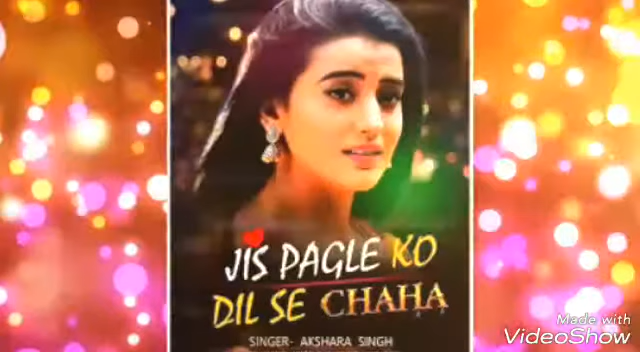 JIS PAGLE KO
DIL SE CHAHA
SINGER- AKSHARA SINGH
Made with
VideoShow